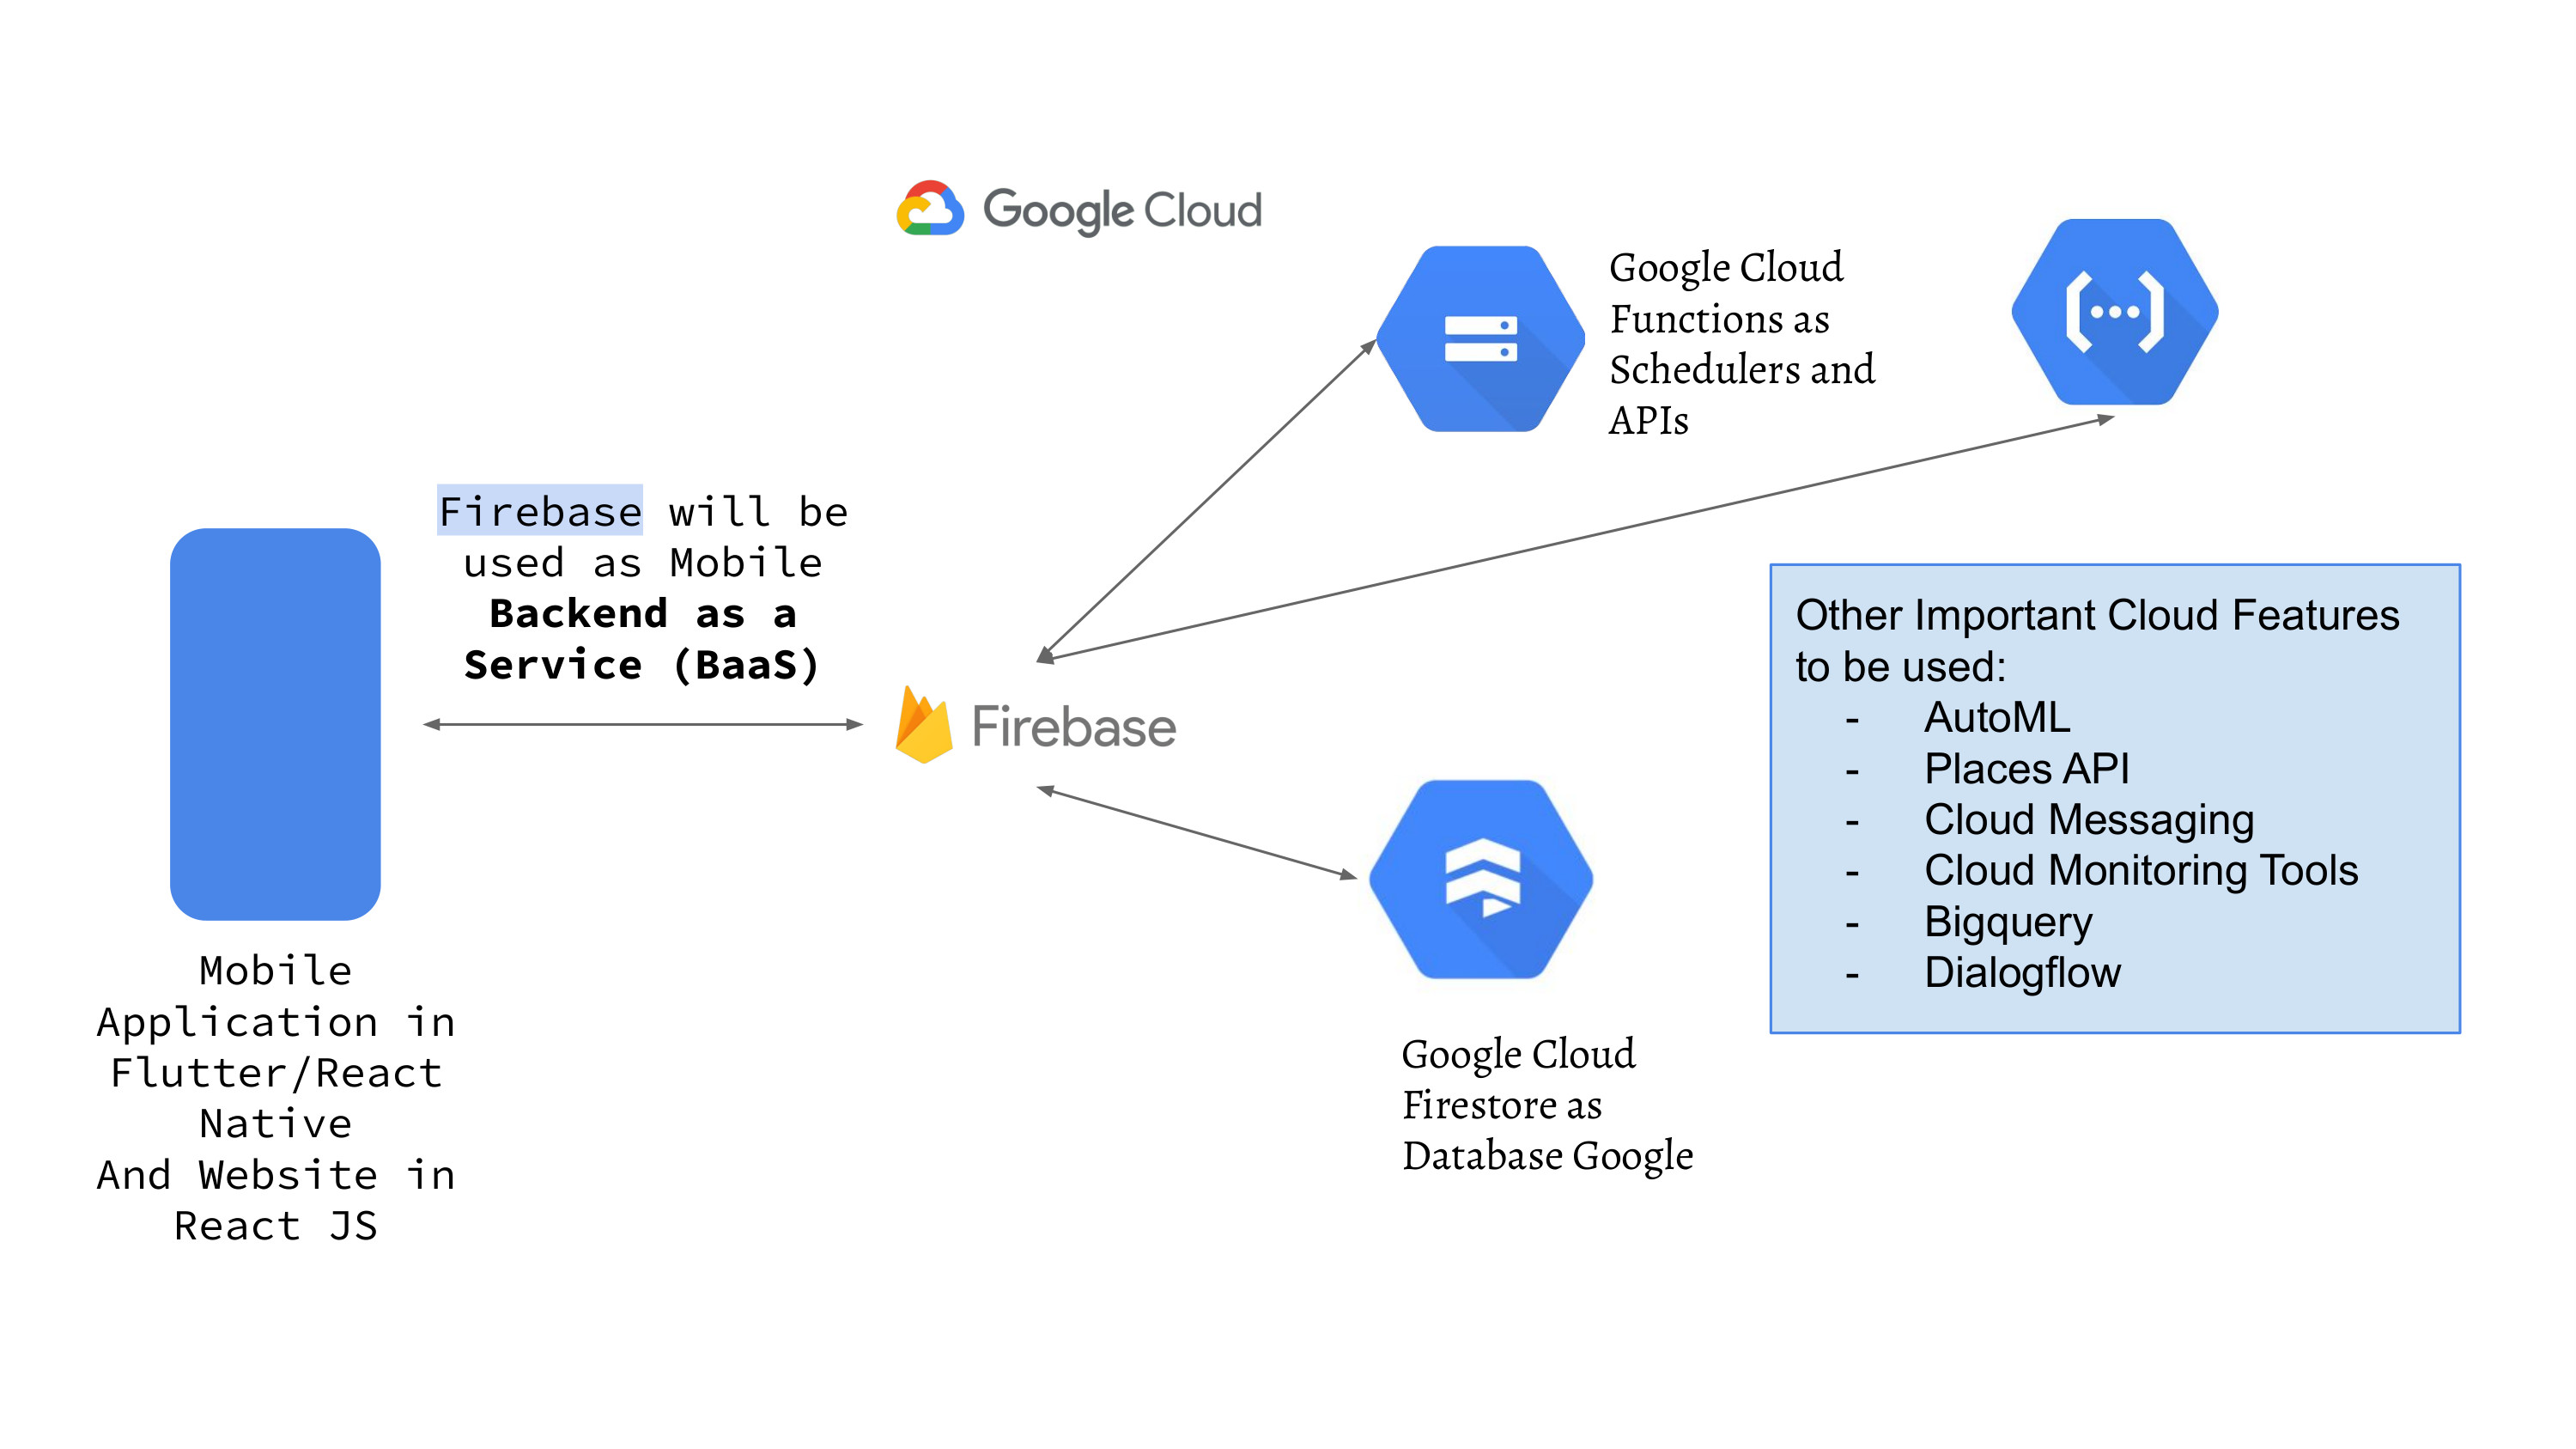 Google Cloud
Google Cloud
Functions as
Schedulers and
APIs
Firebase will be
used as Mobile
Backend as a
Service (BaaS)
Firebase
Mobile
Application in
Flutter/React
Native
And Website in
React JS
Google Cloud
Firestore as
Database Google
Other Important Cloud Features
to be used:
- AutoML
- Places API
- Cloud Messaging
- Cloud Monitoring Tools
- Bigquery
- Dialogflow